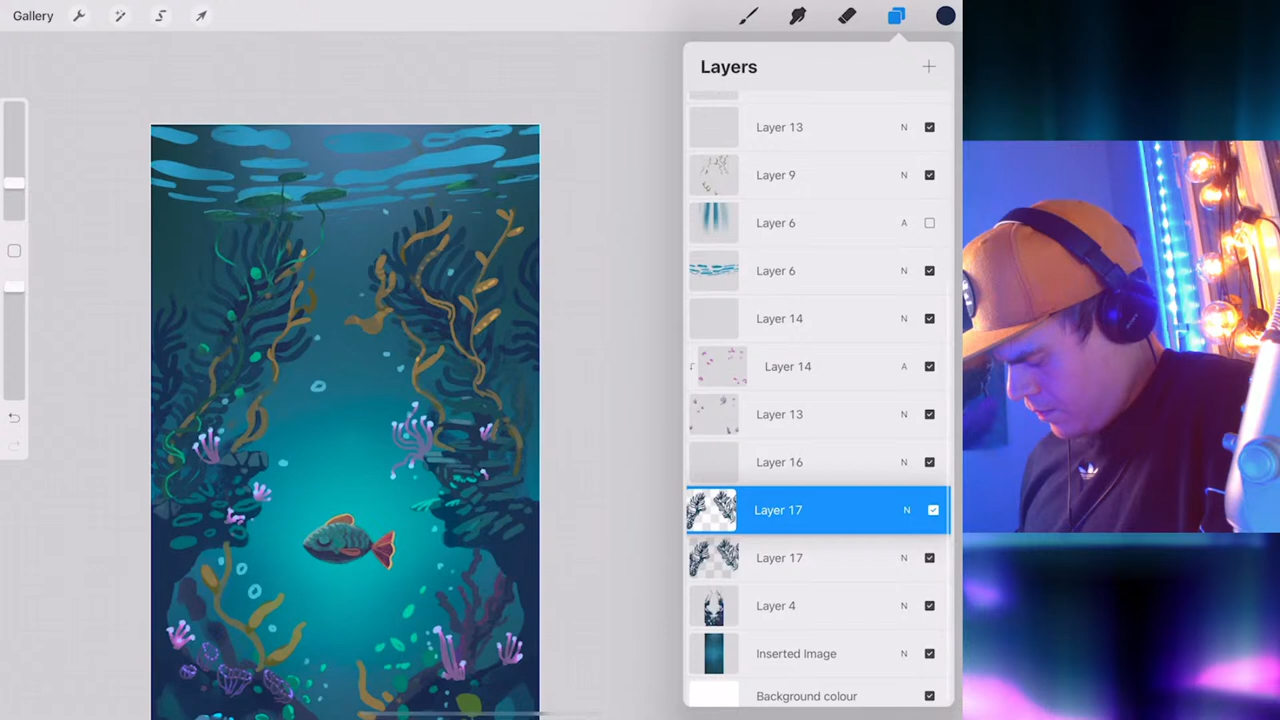 Gallery
Layers
Layer 13 N
Layer 9 N
Layer 6 A
Layer 6 N
Layer 14 N
Layer 14 A
Layer 13 N
Layer 16 N
Layer 17 N
Layer 17 N
Layer 4 N
Inserted Image N
Background colour